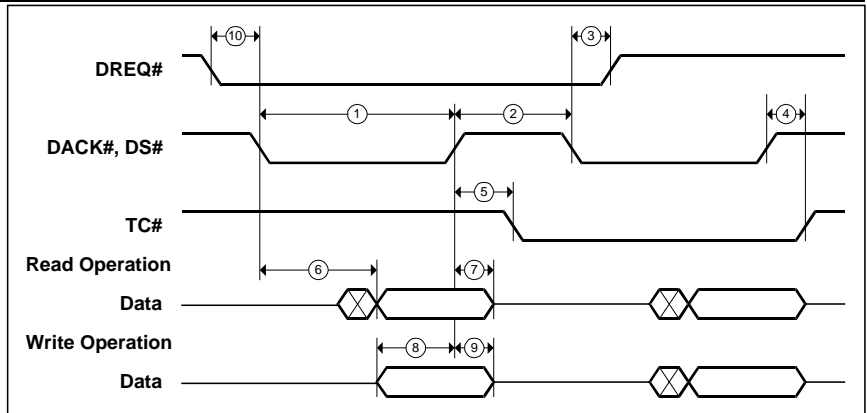 10 3
DREQ#
1 2
4
DACK#, DS#
5
TC#
Read Operation
6 7
Data
Write Operation
8 9
Data